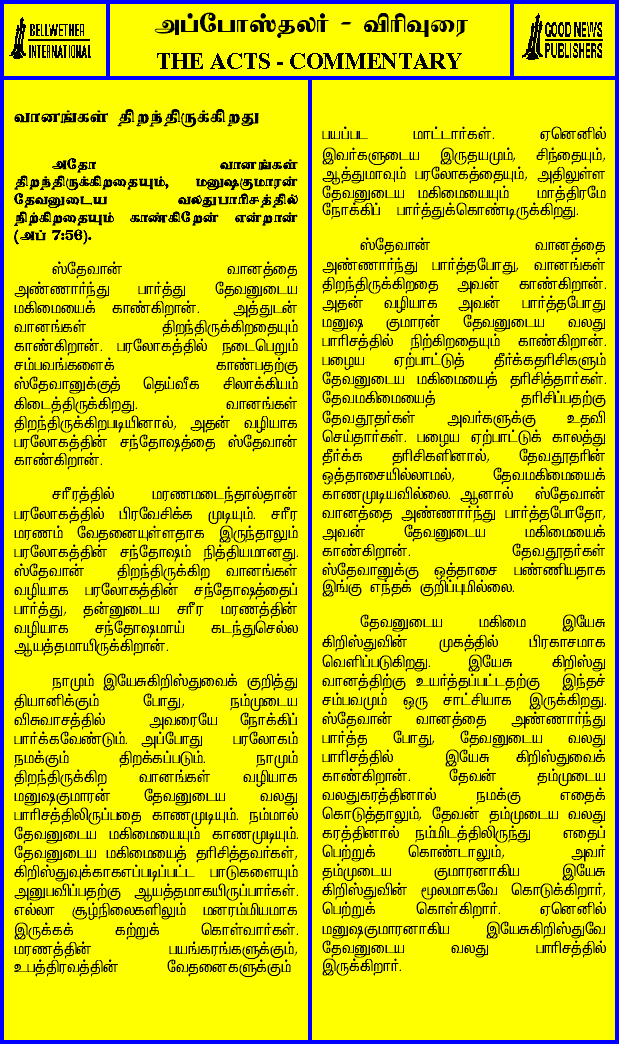 BELLWETHER
INTERNATIONAL
அப்போஸ்தலர் - விரிவுரை
THE ACTS - COMMENTARY
GOOD NEWS
PUBLISHERS
வானங்கள் திறந்திருக்கிறது
அதோ வானங்கள்
திறந்திருக்கிறதையும், மனுஷகுமாரன்
தேவனுடைய வலதுபாரிசத்தில்
நிற்கிறதையும் காண்கிறேன் என்றான்
(அப் 7:56).
ஸ்தேவான் வானத்தை
அண்ணார்ந்து பார்த்து தேவனுடைய
மகிமையைக் காண்கிறான். அத்துடன்
வானங்கள் திறந்திருக்கிறதையும்
காண்கிறான். பரலோகத்தில் நடைபெறும்
சம்பவங்களைக் காண்பதற்கு
ஸ்தேவானுக்குத் தெய்வீக சிலாக்கியம்
கிடைத்திருக்கிறது. வானங்கள்
திறந்திருக்கிறபடியினால், அதன் வழியாக
பரலோகத்தின் சந்தோஷத்தை ஸ்தேவான்
காண்கிறான்.
சரீரத்தில் மரணமடைந்தால்தான்
பரலோகத்தில் பிரவேசிக்க முடியும். சரீர
மரணம் வேதனையுள்ளதாக இருந்தாலும்
பரலோகத்தின் சந்தோஷம் நித்தியமானது.
ஸ்தேவான் திறந்திருக்கிற வானங்கள்
வழியாக பரலோகத்தின் சந்தோஷத்தைப்
பார்த்து, தன்னுடைய சரீர மரணத்தின்
வழியாக சந்தோஷமாய் கடந்துசெல்ல
ஆயத்தமாயிருக்கிறான்.
நாமும் இயேசுகிறிஸ்துவைக் குறித்து
தியானிக்கும் போது, நம்முடைய
விசுவாசத்தில் அவரையே நோக்கிப்
பார்க்கவேண்டும். அப்போது பரலோகம்
நமக்கும் திறக்கப்படும். நாமும்
திறந்திருக்கிற வானங்கள் வழியாக
மனுஷகுமாரன் தேவனுடைய வலது
பாரிசத்திலிருப்பதை காணமுடியும். நம்மால்
தேவனுடைய மகிமையையும் காணமுடியும்.
தேவனுடைய மகிமையைத் தரிசித்தவர்கள்,
கிறிஸ்துவுக்காகஎப்படிப்பட்ட பாடுகளையும்
அனுபவிப்பதற்கு ஆயத்தமாகயிருப்பார்கள்.
எல்லா சூழ்நிலைகளிலும் மனரம்மியமாக
இருக்கக் கற்றுக் கொள்வார்கள்.
மரணத்தின் பயங்கரங்களுக்கும்,
உபத்திரவத்தின் வேதனைகளுக்கும்
பயப்பட மாட்டார்கள். ஏனெனில்
இவர்களுடைய இருதயமும், சிந்தையும்,
ஆத்துமாவும் பரலோகத்தையும், அதிலுள்ள
தேவனுடைய மகிமையையும் மாத்திரமே
நோக்கிப் பார்த்துக்கொண்டிருக்கிறது.
ஸ்தேவான் வானத்தை
அண்ணார்ந்து பார்த்தபோது, வானங்கள்
திறந்திருக்கிறதை அவன் காண்கிறான்.
அதன் வழியாக அவன் பார்த்தபோது
மனுஷ குமாரன் தேவனுடைய வலது
பாரிசத்தில் நிற்கிறதையும் காண்கிறான்.
பழைய ஏற்பாட்டுத் தீர்க்கதரிசிகளும்
தேவனுடைய மகிமையைத் தரிசித்தார்கள்.
தேவமகிமையைத் தரிசிப்பதற்கு
தேவதூதர்கள் அவர்களுக்கு உதவி
செய்தார்கள். பழைய ஏற்பாட்டுக் காலத்து
தீர்க்க தரிசிகளினால், தேவதூதரின்
ஒத்தாசையில்லாமல், தேவமகிமையைக்
காணமுடியவில்லை. ஆனால் ஸ்தேவான்
வானத்தை அண்ணார்ந்து பார்த்தபோதோ,
அவன் தேவனுடைய மகிமையைக்
காண்கிறான். தேவதூதர்கள்
ஸ்தேவானுக்கு ஒத்தாசை பண்ணியதாக
இங்கு எந்தக் குறிப்புமில்லை.
தேவனுடைய மகிமை இயேசு
கிறிஸ்துவின் முகத்தில் பிரகாசமாக
வெளிப்படுகிறது. இயேசு கிறிஸ்து
வானத்திற்கு உயர்த்தப்பட்டதற்கு இந்தச்
சம்பவமும் ஒரு சாட்சியாக இருக்கிறது.
ஸ்தேவான் வானத்தை அண்ணார்ந்து
பார்த்த போது, தேவனுடைய வலது
பாரிசத்தில் இயேசு கிறிஸ்துவைக்
காண்கிறான். தேவன் தம்முடைய
வலதுகரத்தினால் நமக்கு எதைக்
கொடுத்தாலும், தேவன் தம்முடைய வலது
கரத்தினால் நம்மிடத்திலிருந்து எதைப்
பெற்றுக் கொண்டாலும், அவர்
தம்முடைய குமாரனாகிய இயேசு
கிறிஸ்துவின் மூலமாகவே கொடுக்கிறார்,
பெற்றுக் கொள்கிறார். ஏனெனில்
மனுஷகுமாரனாகிய இயேசுகிறிஸ்துவே
தேவனுடைய வலது பாரிசத்தில்
இருக்கிறார்.